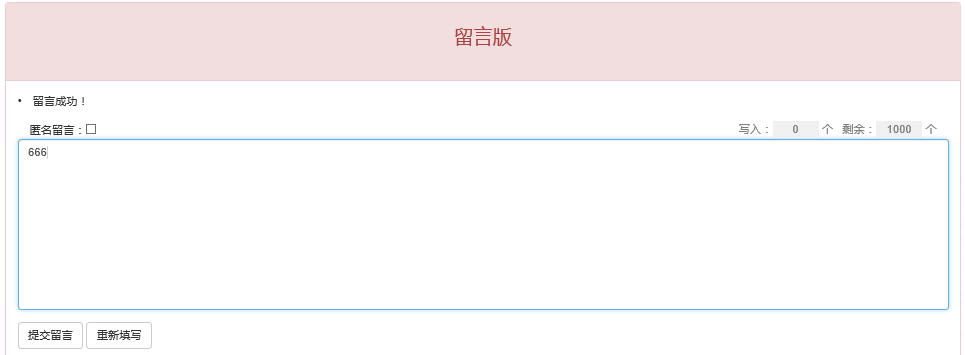 留言版
• 留言成功！
匿名留言： 写入： 0 个 剩余： 1000 个
666
提交留言 重新填写